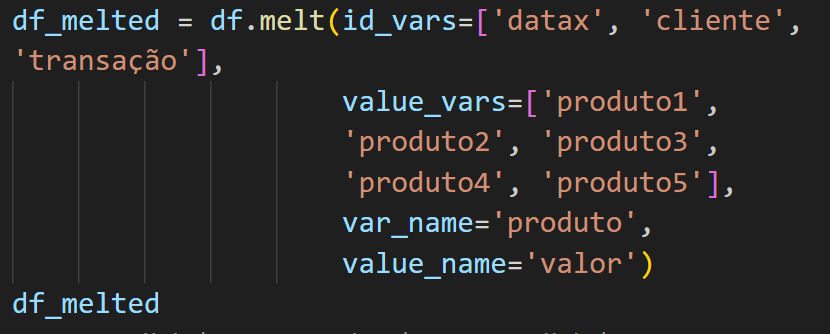 df_melted = df.melt(id_vars=['datax', 'cliente',
'transação'],
value_vars=['produto1',
'produto2', 'produto3',
'produto4', 'produto5'],
var_name='produto',
value_name='valor')
df_melted